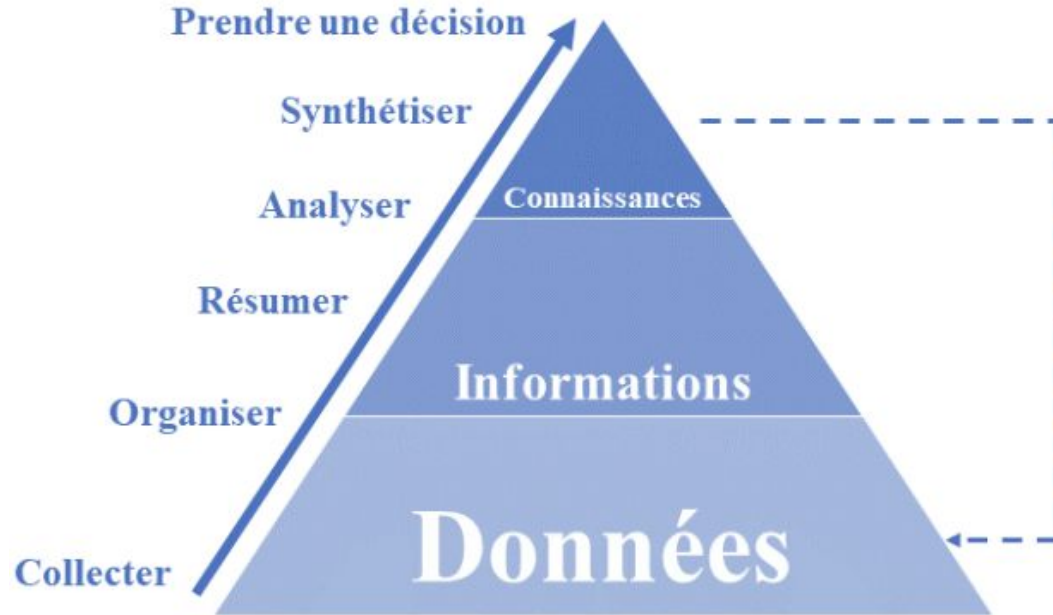 Prendre une décision
Synthétiser
Analyser
Connaissances
Résumer
Informations
Organiser
Données
Collecter